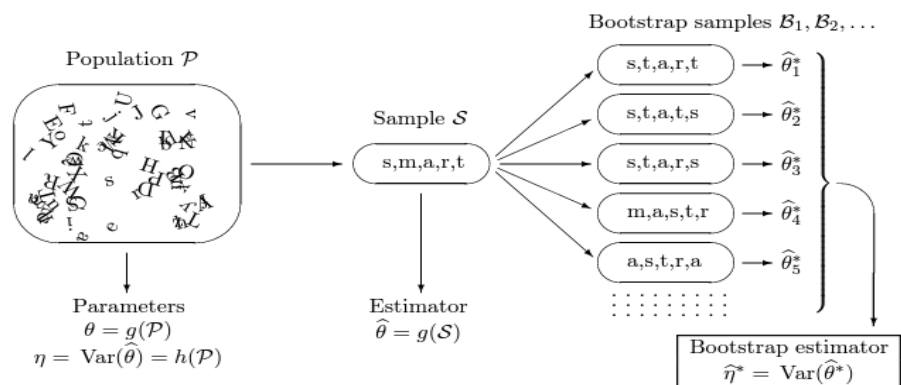 Bootstrap samples 𝓑₁, 𝓑₂, . . .
Population 𝒫
s,t,a,r,t
θ̂*₁
s,t,a,t,s
θ̂*₂
Sample 𝒮
s,m,a,r,t
s,t,a,r,s
θ̂*₃
m,a,s,t,r
θ̂*₄
a,s,t,r,a
θ̂*₅
Parameters
θ = g(𝒫)
η = Var(θ̂) = h(𝒫)
Estimator
θ̂ = g(𝒮)
Bootstrap estimator
η̂* = Var(θ̂*)